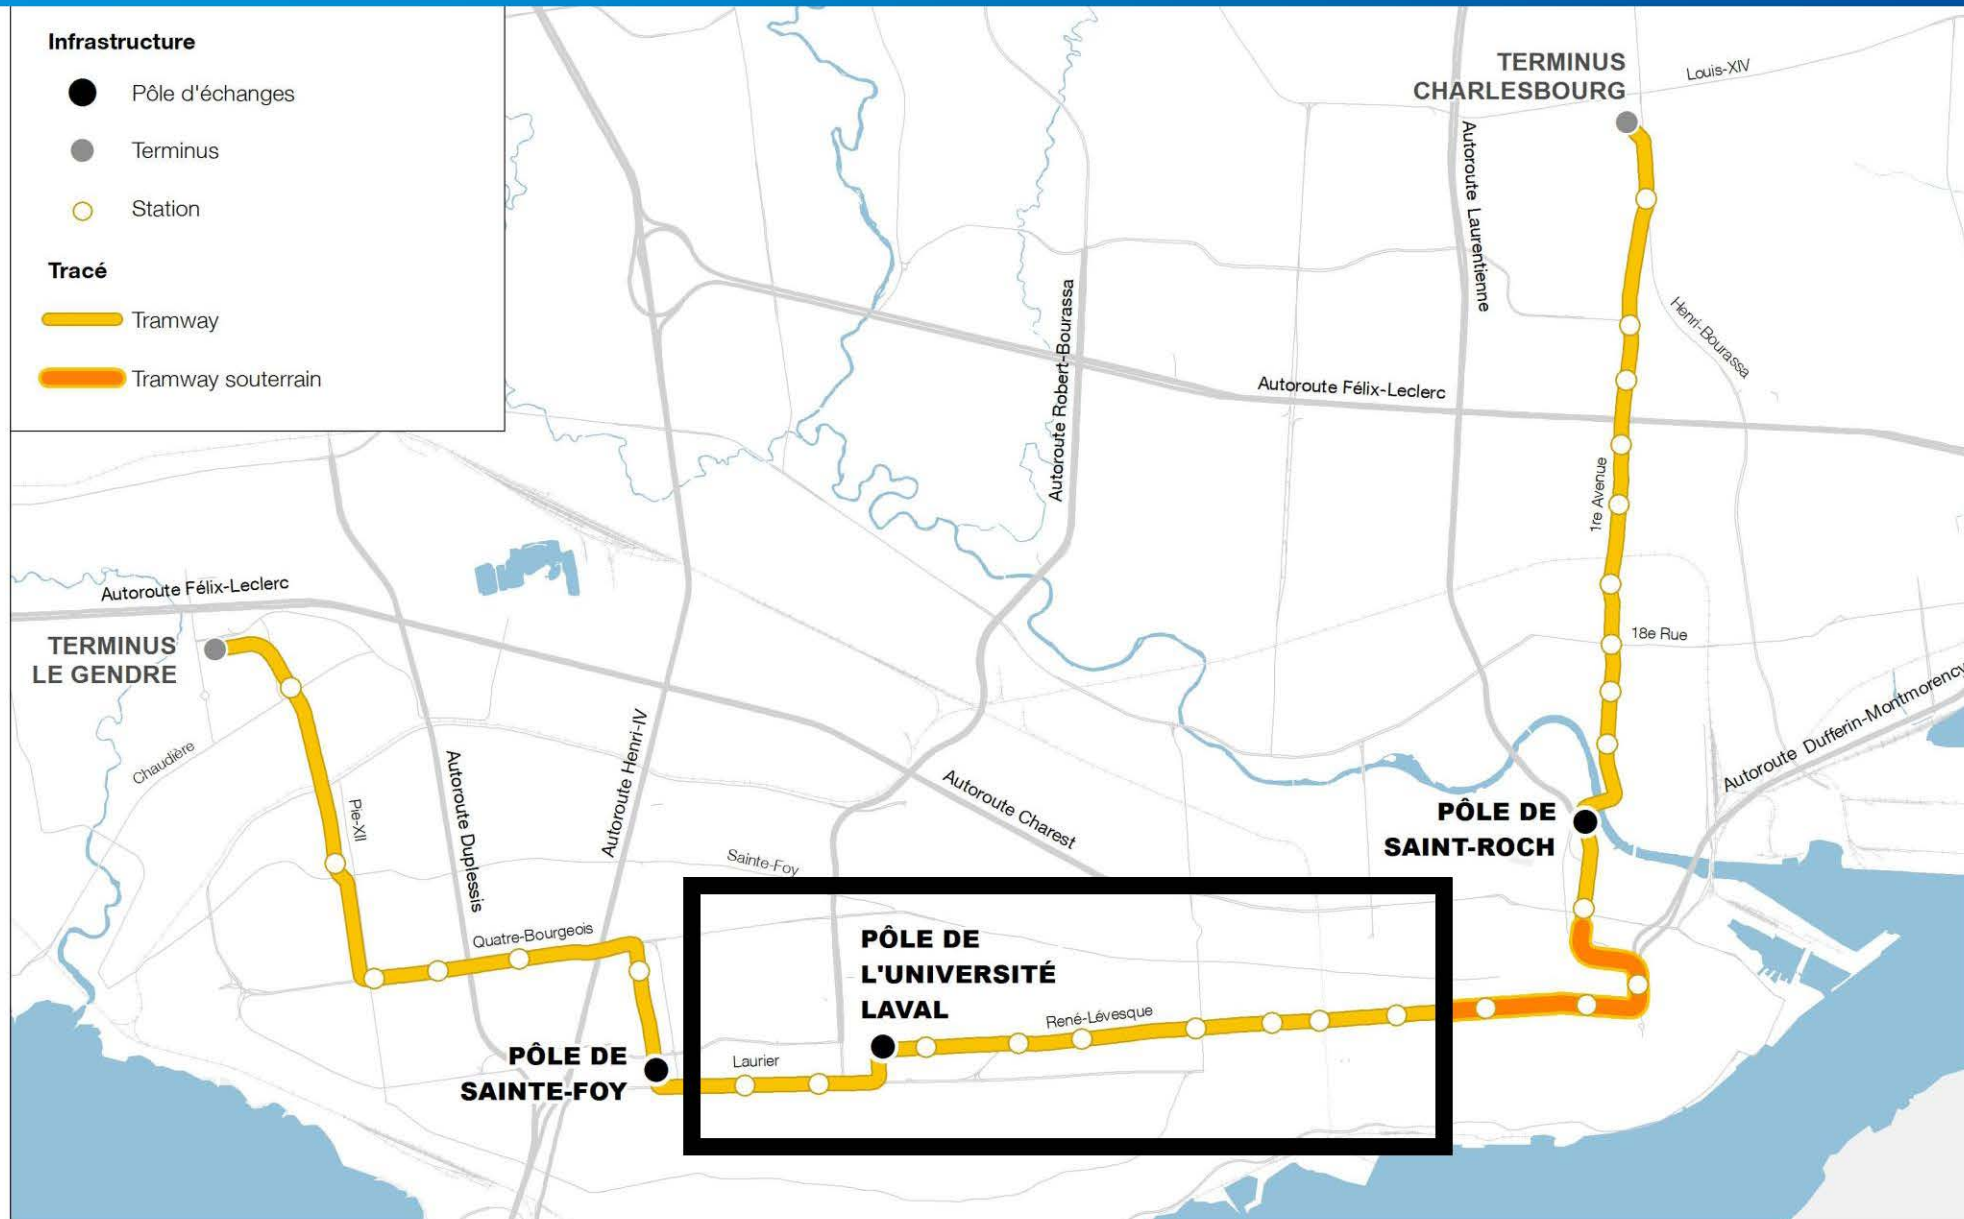 Infrastructure
Pôle d'échanges
Terminus
Station
Tracé
Tramway
Tramway souterrain
TERMINUS
CHARLESBOURG
Louis-XIV
Autoroute Laurentienne
Henri-Bourassa
Autoroute Robert-Bourassa
Autoroute Félix-Leclerc
1re Avenue
Autoroute Félix-Leclerc
TERMINUS
LE GENDRE
18e Rue
Chaudière
Pie-XII
Autoroute Duplessis
Autoroute Henri-IV
Autoroute Charest
Autoroute Dufferin-Montmorency
PÔLE DE
SAINT-ROCH
Sainte-Foy
Quatre-Bourgeois
PÔLE DE
L'UNIVERSITÉ
LAVAL
René-Lévesque
Laurier
PÔLE DE
SAINTE-FOY